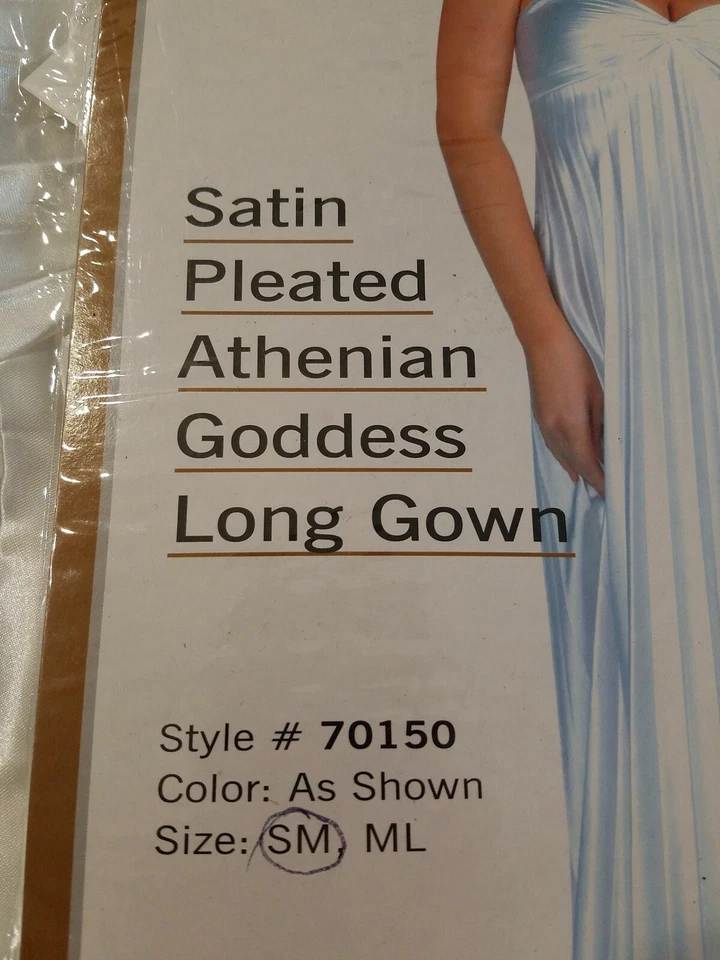 Satin
Pleated
Athenian
Goddess
Long Gown
Style # 70150
Color: As Shown
Size: SM, ML